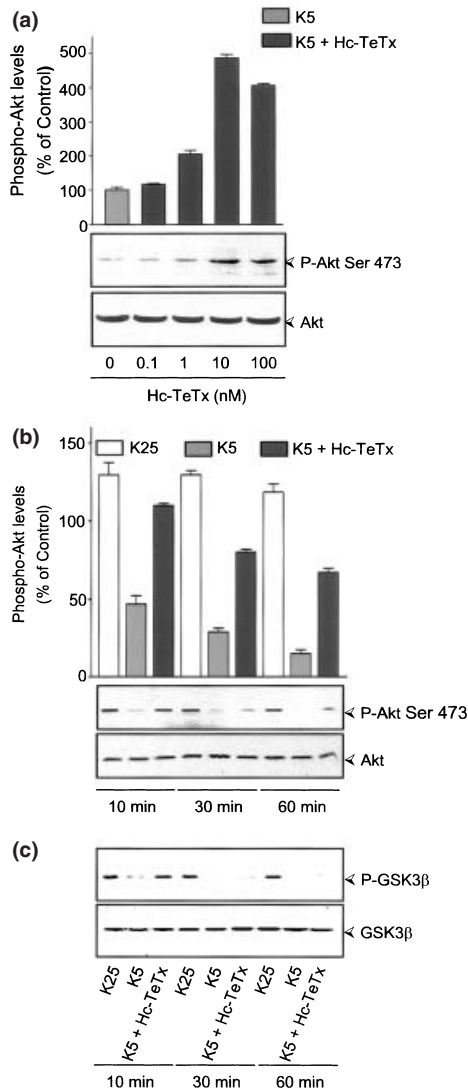 (a)
K5
K5 + Hc-TeTx
Phospho-Akt levels
(% of Control)
500
400
300
200
100
0
P-Akt Ser 473
Akt
0 0.1 1 10 100
Hc-TeTx (nM)
(b)
K25 K5 K5 + Hc-TeTx
Phospho-Akt levels
(% of Control)
150
100
50
0
P-Akt Ser 473
Akt
10 min 30 min 60 min
(c)
P-GSK3β
GSK3β
K25 K5 K5 + Hc-TeTx K25 K5 K5 + Hc-TeTx K25 K5 K5 + Hc-TeTx
10 min 30 min 60 min